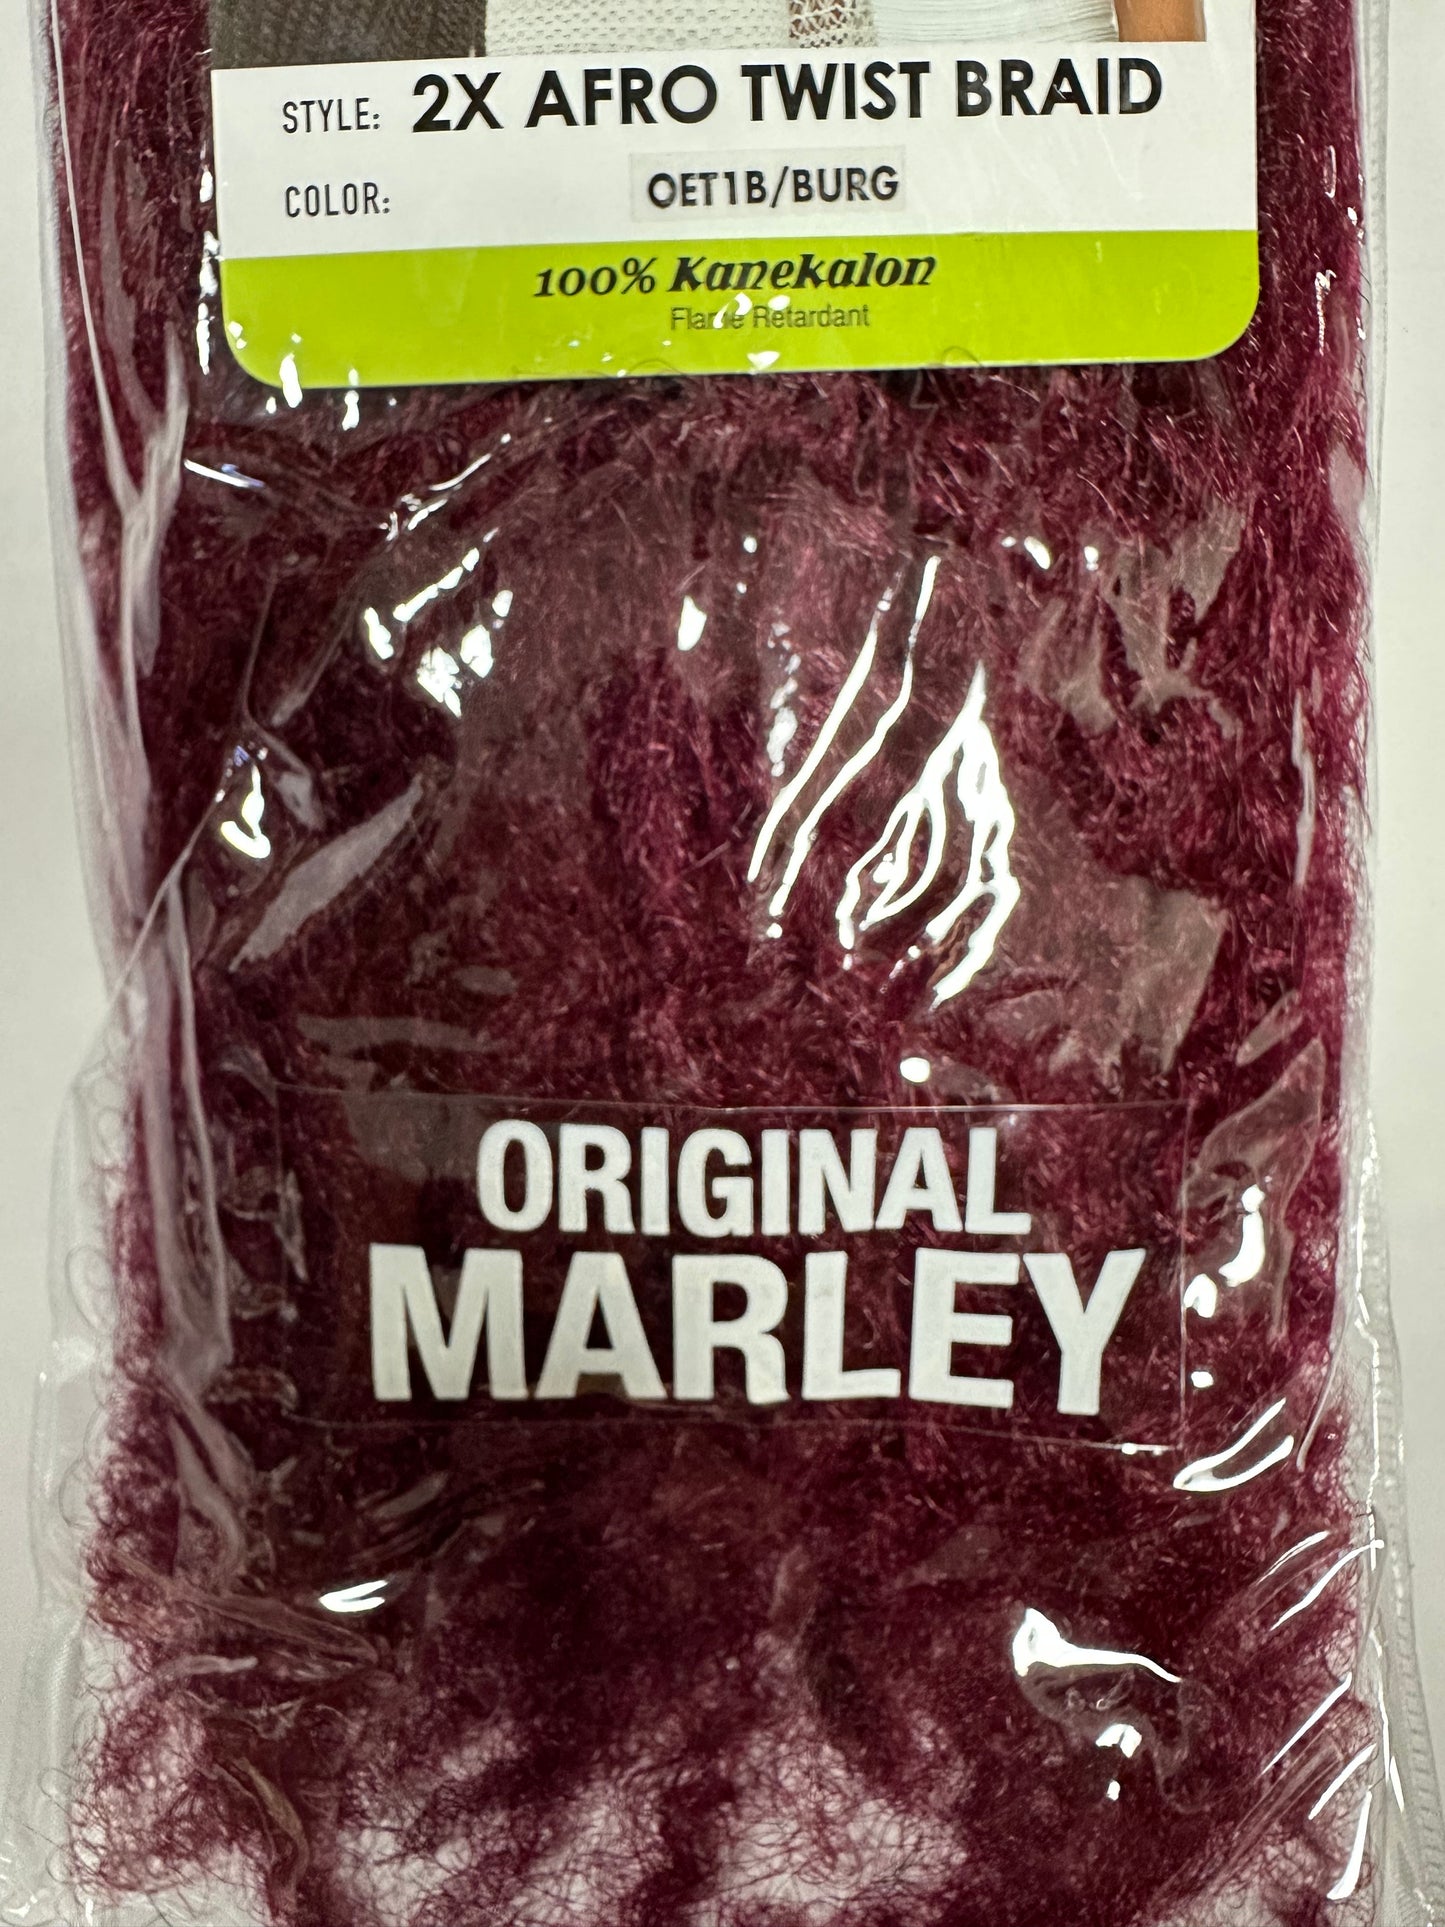 STYLE: 2X AFRO TWIST BRAID
COLOR: OET1B/BURG
100% Kanekalon
Flame Retardant
ORIGINAL
MARLEY